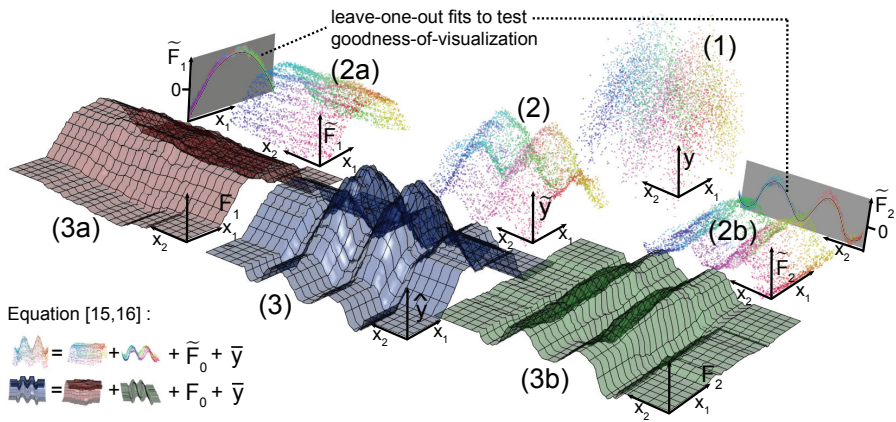 leave-one-out fits to test
goodness-of-visualization
(1)
F̃₁
0
x₁
(2a)
x₂
F̃₁
x₁
(2)
y
x₂
x₁
F̃₂
0
x₂
(2b)
F₁
x₂
x₁
(3a)
ỹ
x₂
x₁
x₂
F̃₂
x₁
(3)
ŷ
x₂
x₁
(3b)
F₂
x₂
x₁
Equation [15,16] :
= + + F̃₀ + ȳ
= + + F₀ + ȳ